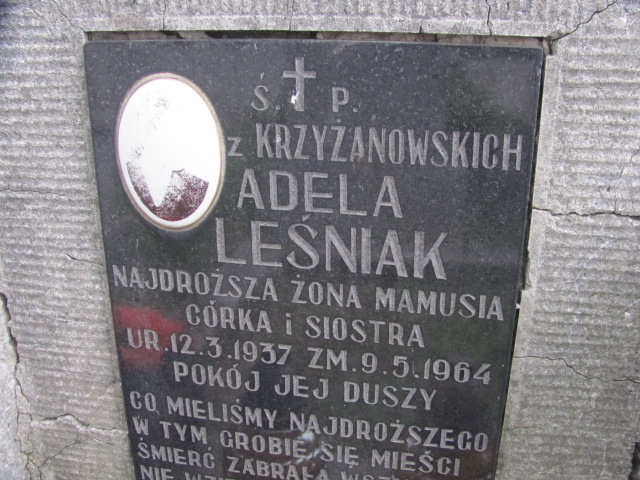 Ś. P.
z KRZYŻANOWSKICH
ADELA
LEŚNIAK
NAJDROŻSZA ŻONA MAMUSIA
CÓRKA i SIOSTRA
UR.12.3.1937 ZM.9.5.1964
POKÓJ JEJ DUSZY
CO MIELIŚMY NAJDROŻSZEGO
W TYM GROBIE SIĘ MIEŚCI
ŚMIERĆ ZABRAŁA
NIE